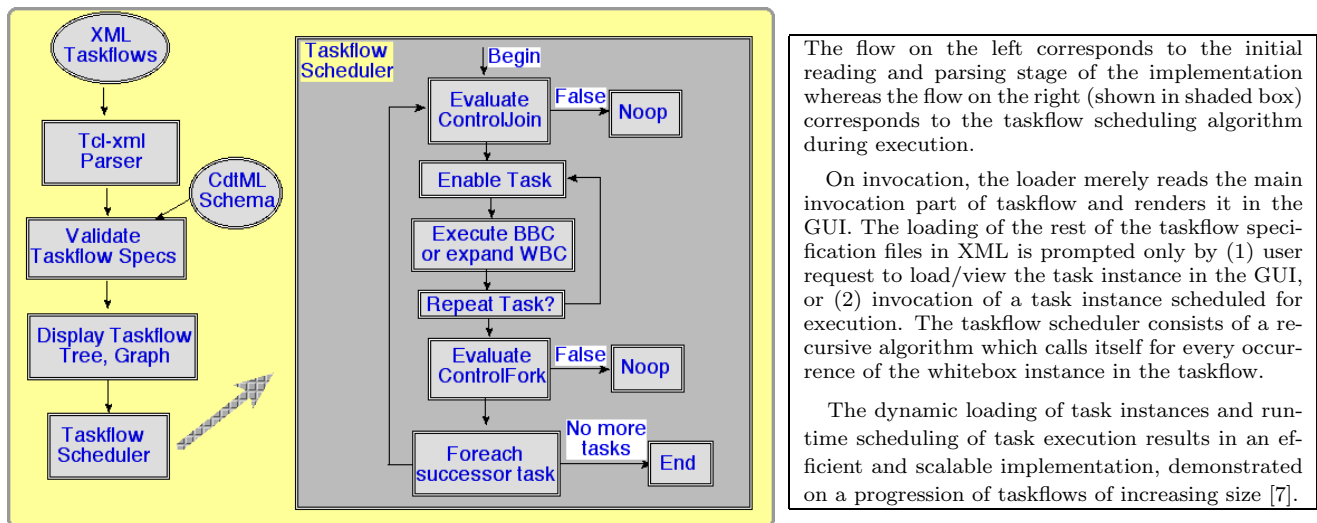 XML
Taskflows
Tcl-xml
Parser
CdtML
Schema
Validate
Taskflow Specs
Display Taskflow
Tree, Graph
Taskflow
Scheduler
Taskflow
Scheduler
Begin
Evaluate
ControlJoin
False
Noop
Enable Task
Execute BBC
or expand WBC
Repeat Task?
Evaluate
ControlFork
False
Noop
Foreach
successor task
No more
tasks
End
The flow on the left corresponds to the initial
reading and parsing stage of the implementation
whereas the flow on the right (shown in shaded box)
corresponds to the taskflow scheduling algorithm
during execution.
On invocation, the loader merely reads the main
invocation part of taskflow and renders it in the
GUI. The loading of the rest of the taskflow speci-
fication files in XML is prompted only by (1) user
request to load/view the task instance in the GUI,
or (2) invocation of a task instance scheduled for
execution. The taskflow scheduler consists of a re-
cursive algorithm which calls itself for every occur-
rence of the whitebox instance in the taskflow.
The dynamic loading of task instances and run-
time scheduling of task execution results in an ef-
ficient and scalable implementation, demonstrated
on a progression of taskflows of increasing size [7].